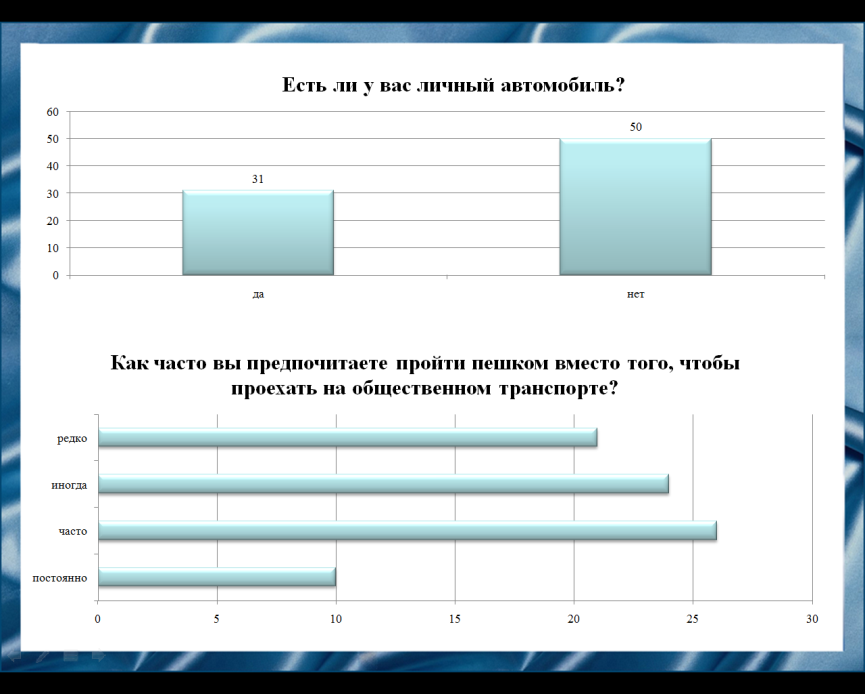 Есть ли у вас личный автомобиль?
60
50
40
30
20
10
0
31
50
да
нет
Как часто вы предпочитаете пройти пешком вместо того, чтобы
проехать на общественном транспорте?
редко
иногда
часто
постоянно
0 5 10 15 20 25 30